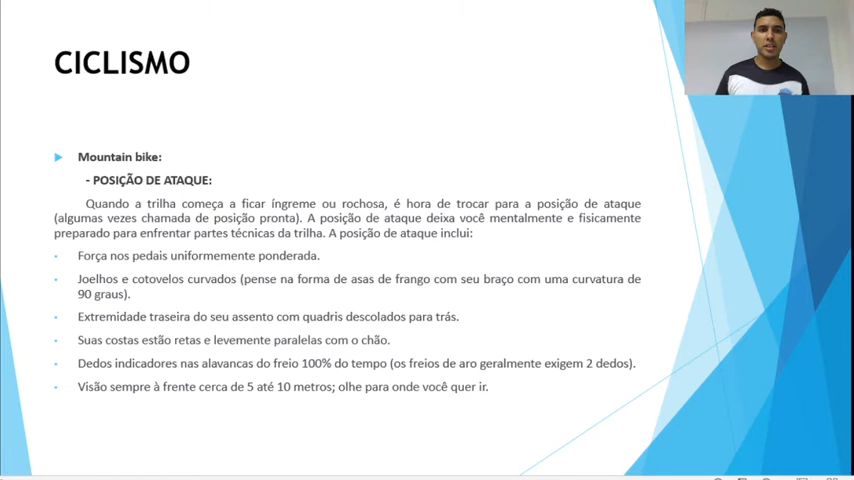 CICLISMO
Mountain bike:
- POSIÇÃO DE ATAQUE:
Quando a trilha começa a ficar íngreme ou rochosa, é hora de trocar para a posição de ataque
(algumas vezes chamada de posição pronta). A posição de ataque deixa você mentalmente e fisicamente
preparado para enfrentar partes técnicas da trilha. A posição de ataque inclui:
Força nos pedais uniformemente ponderada.
Joelhos e cotovelos curvados (pense na forma de asas de frango com seu braço com uma curvatura de
90 graus).
Extremidade traseira do seu assento com quadris descolados para trás.
Suas costas estão retas e levemente paralelas com o chão.
Dedos indicadores nas alavancas do freio 100% do tempo (os freios de aro geralmente exigem 2 dedos).
Visão sempre à frente cerca de 5 até 10 metros; olhe para onde você quer ir.